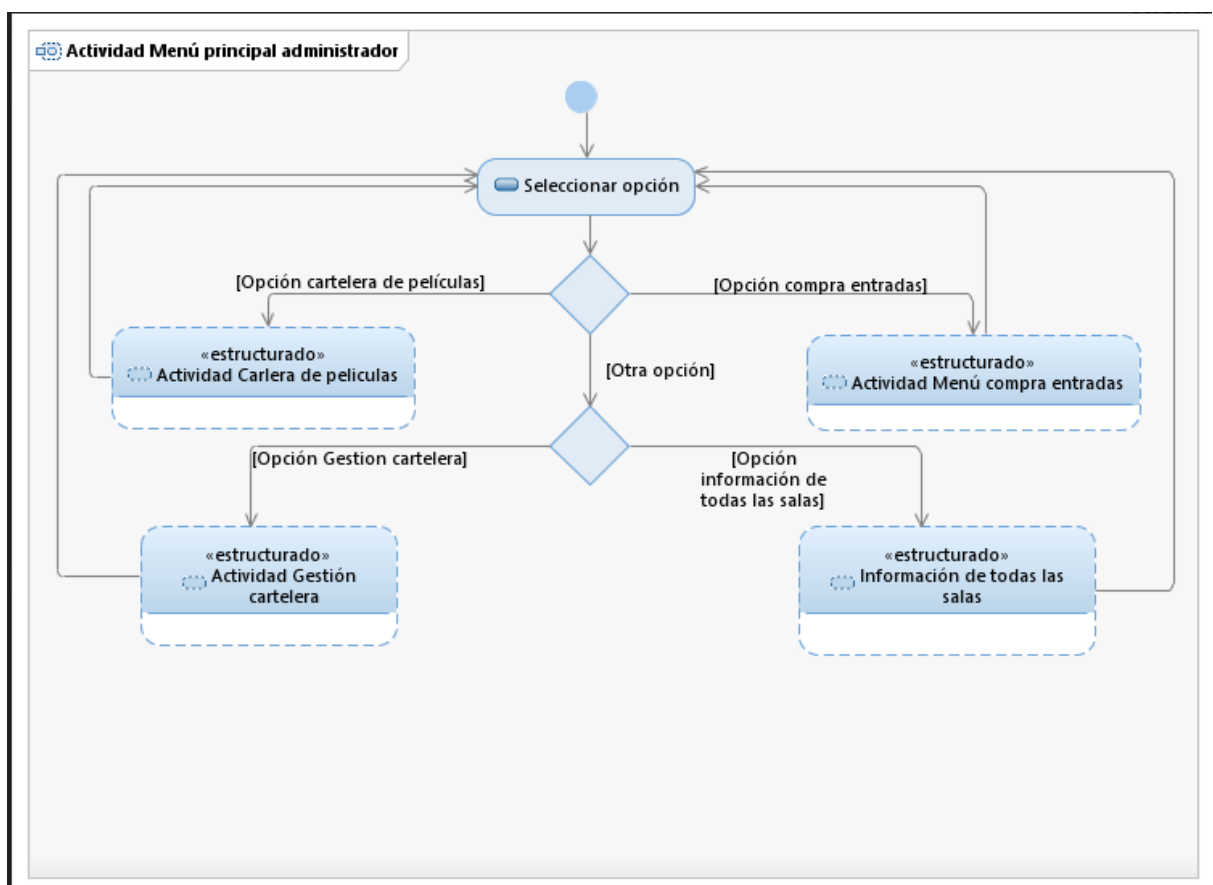 Actividad Menú principal administrador
Seleccionar opción
[Opción cartelera de películas]
[Opción compra entradas]
«estructurado»
Actividad Carlera de peliculas
«estructurado»
Actividad Menú compra entradas
[Otra opción]
[Opción Gestion cartelera]
[Opción
información de
todas las salas]
«estructurado»
Actividad Gestión
cartelera
«estructurado»
Información de todas las
salas